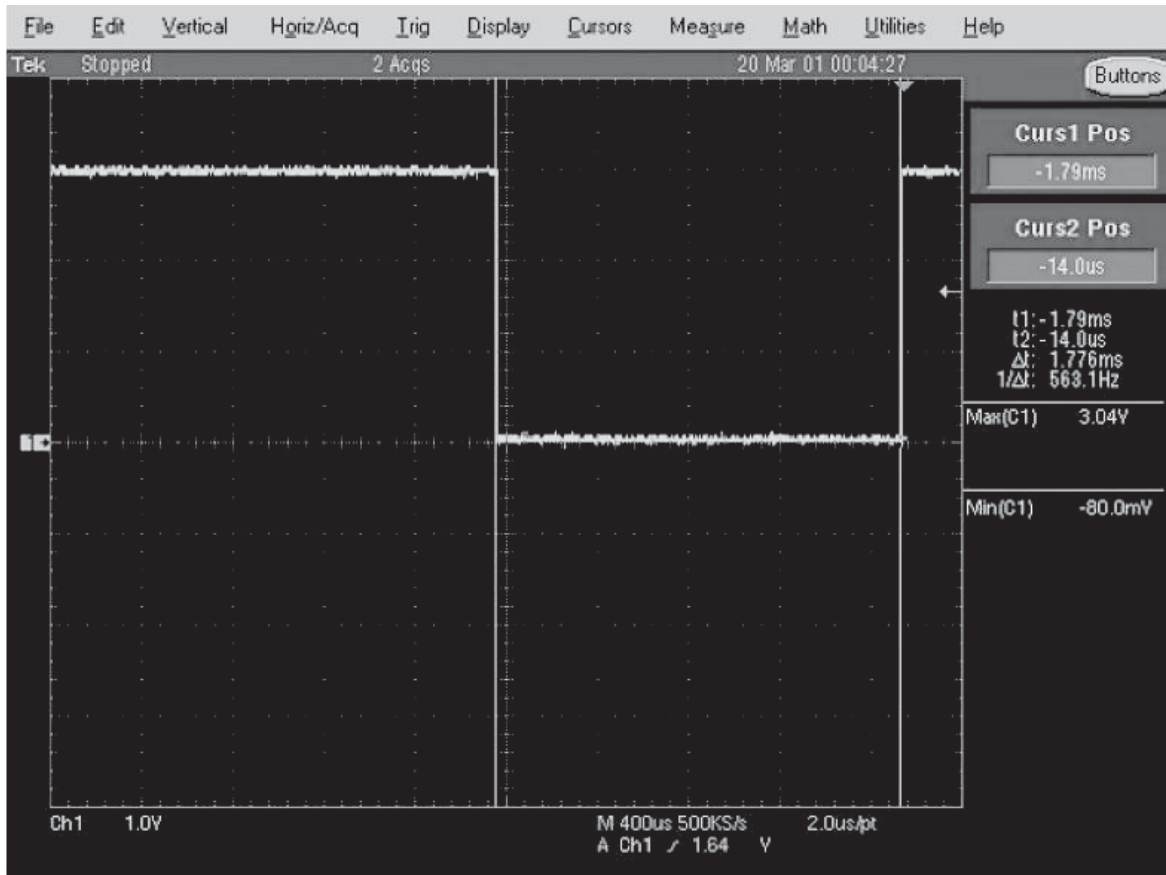 File Edit Vertical Horiz/Acq Trig Display Cursors Measure Math Utilities Help
Tek Stopped 2 Acqs 20 Mar 01 00:04:27
Buttons
Curs1 Pos
-1.79ms
Curs2 Pos
-14.0us
t1: -1.79ms
t2: -14.0us
Δt: 1.776ms
1/Δt: 563.1Hz
Max(C1) 3.04V
1
Min(C1) -80.0mV
Ch1 1.0V M 400us 500KS/s 2.0us/pt
A Ch1 ∕ 1.64 V